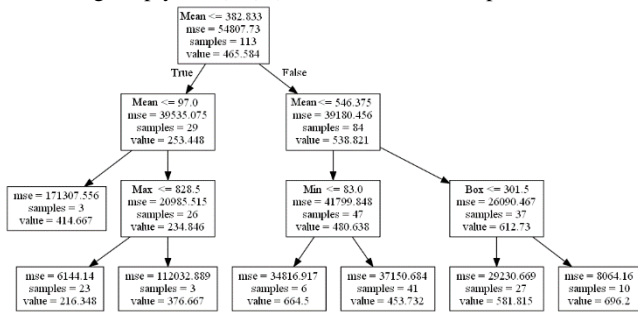 Mean <= 382.833
mse = 54807.73
samples = 113
value = 465.584
True
False
Mean <= 97.0
mse = 39535.075
samples = 29
value = 253.448
Mean <= 546.375
mse = 39180.456
samples = 84
value = 538.821
mse = 171307.556
samples = 3
value = 414.667
Max <= 828.5
mse = 20985.515
samples = 26
value = 234.846
Min <= 83.0
mse = 41799.848
samples = 47
value = 480.638
Box <= 301.5
mse = 26090.467
samples = 37
value = 612.73
mse = 6144.14
samples = 23
value = 216.348
mse = 112032.889
samples = 3
value = 376.667
mse = 34816.917
samples = 6
value = 664.5
mse = 37150.684
samples = 41
value = 453.732
mse = 29230.669
samples = 27
value = 581.815
mse = 8064.16
samples = 10
value = 696.2